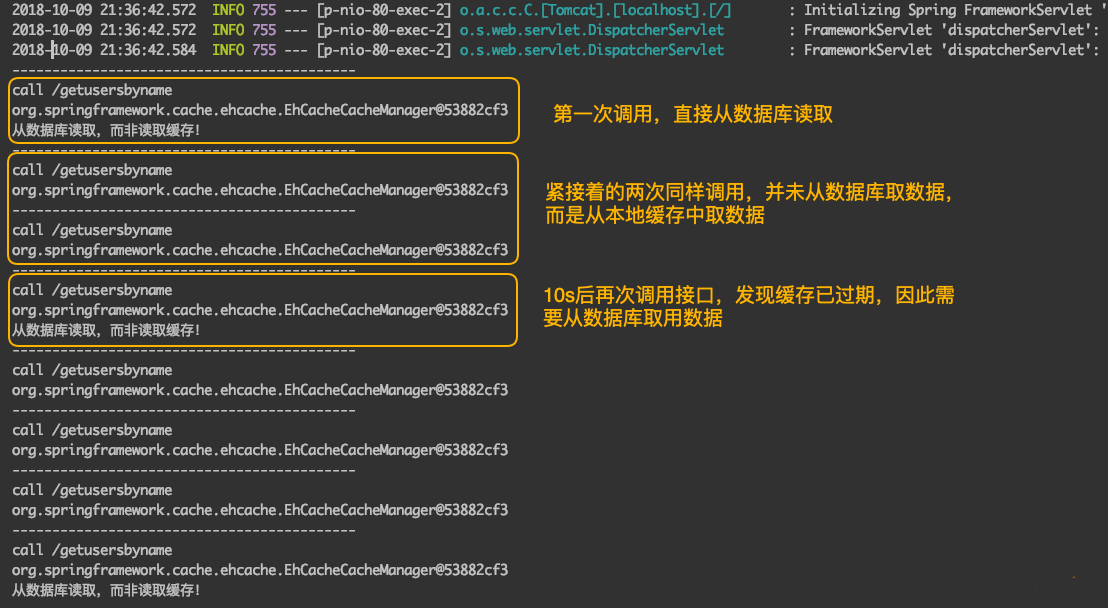 2018-10-09 21:36:42.572  INFO 755 --- [p-nio-80-exec-2] o.a.c.c.C.[Tomcat].[localhost].[/]       : Initializing Spring FrameworkServlet '
2018-10-09 21:36:42.572  INFO 755 --- [p-nio-80-exec-2] o.s.web.servlet.DispatcherServlet        : FrameworkServlet 'dispatcherServlet':
2018-10-09 21:36:42.584  INFO 755 --- [p-nio-80-exec-2] o.s.web.servlet.DispatcherServlet        : FrameworkServlet 'dispatcherServlet':
-------------------------------------------
call /getusersbyname
org.springframework.cache.ehcache.EhCacheCacheManager@53882cf3
从数据库读取，而非读取缓存！
第一次调用，直接从数据库读取
-------------------------------------------
call /getusersbyname
org.springframework.cache.ehcache.EhCacheCacheManager@53882cf3
-------------------------------------------
call /getusersbyname
org.springframework.cache.ehcache.EhCacheCacheManager@53882cf3
紧接着的两次同样调用，并未从数据库取数据，
而是从本地缓存中取数据
-------------------------------------------
call /getusersbyname
org.springframework.cache.ehcache.EhCacheCacheManager@53882cf3
从数据库读取，而非读取缓存！
10s后再次调用接口，发现缓存已过期，因此需
要从数据库取用数据
-------------------------------------------
call /getusersbyname
org.springframework.cache.ehcache.EhCacheCacheManager@53882cf3
-------------------------------------------
call /getusersbyname
org.springframework.cache.ehcache.EhCacheCacheManager@53882cf3
-------------------------------------------
call /getusersbyname
org.springframework.cache.ehcache.EhCacheCacheManager@53882cf3
-------------------------------------------
call /getusersbyname
org.springframework.cache.ehcache.EhCacheCacheManager@53882cf3
从数据库读取，而非读取缓存！